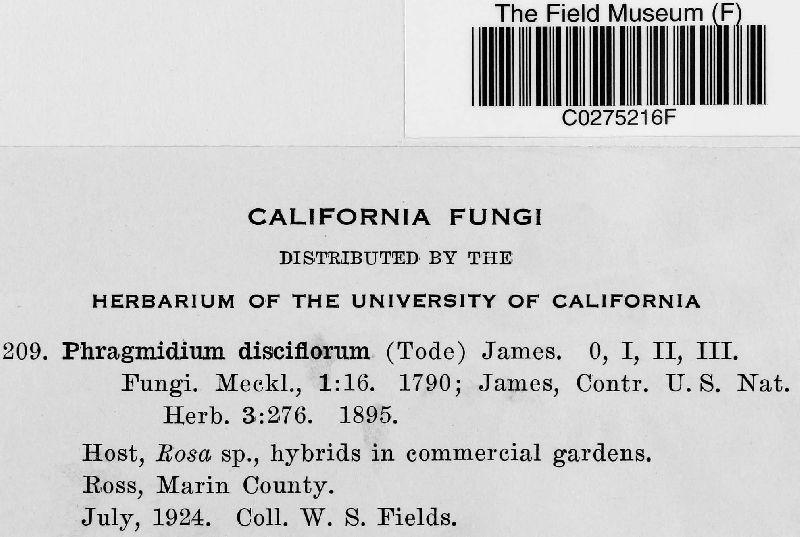 The Field Museum (F)
C0275216F
CALIFORNIA FUNGI
DISTRIBUTED BY THE
HERBARIUM OF THE UNIVERSITY OF CALIFORNIA
209. Phragmidium disciflorum (Tode) James. 0, I, II, III.
Fungi. Meckl., 1:16. 1790; James, Contr. U. S. Nat.
Herb. 3:276. 1895.
Host, Rosa sp., hybrids in commercial gardens.
Ross, Marin County.
July, 1924. Coll. W. S. Fields.